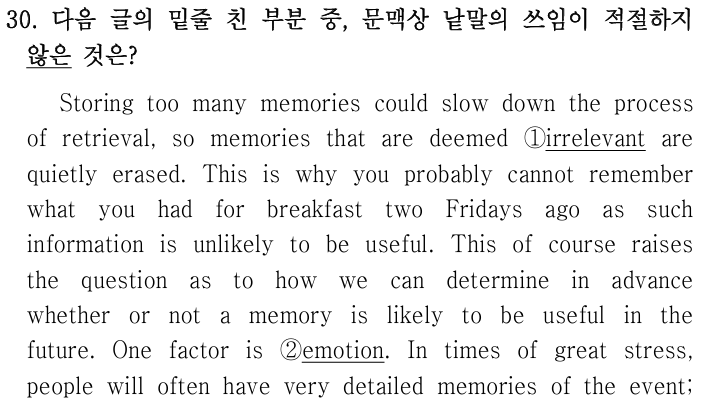 30. 다음 글의 밑줄 친 부분 중, 문맥상 낱말의 쓰임이 적절하지
않은 것은?
Storing too many memories could slow down the process
of retrieval, so memories that are deemed ①irrelevant are
quietly erased. This is why you probably cannot remember
what you had for breakfast two Fridays ago as such
information is unlikely to be useful. This of course raises
the question as to how we can determine in advance
whether or not a memory is likely to be useful in the
future. One factor is ②emotion. In times of great stress,
people will often have very detailed memories of the event;